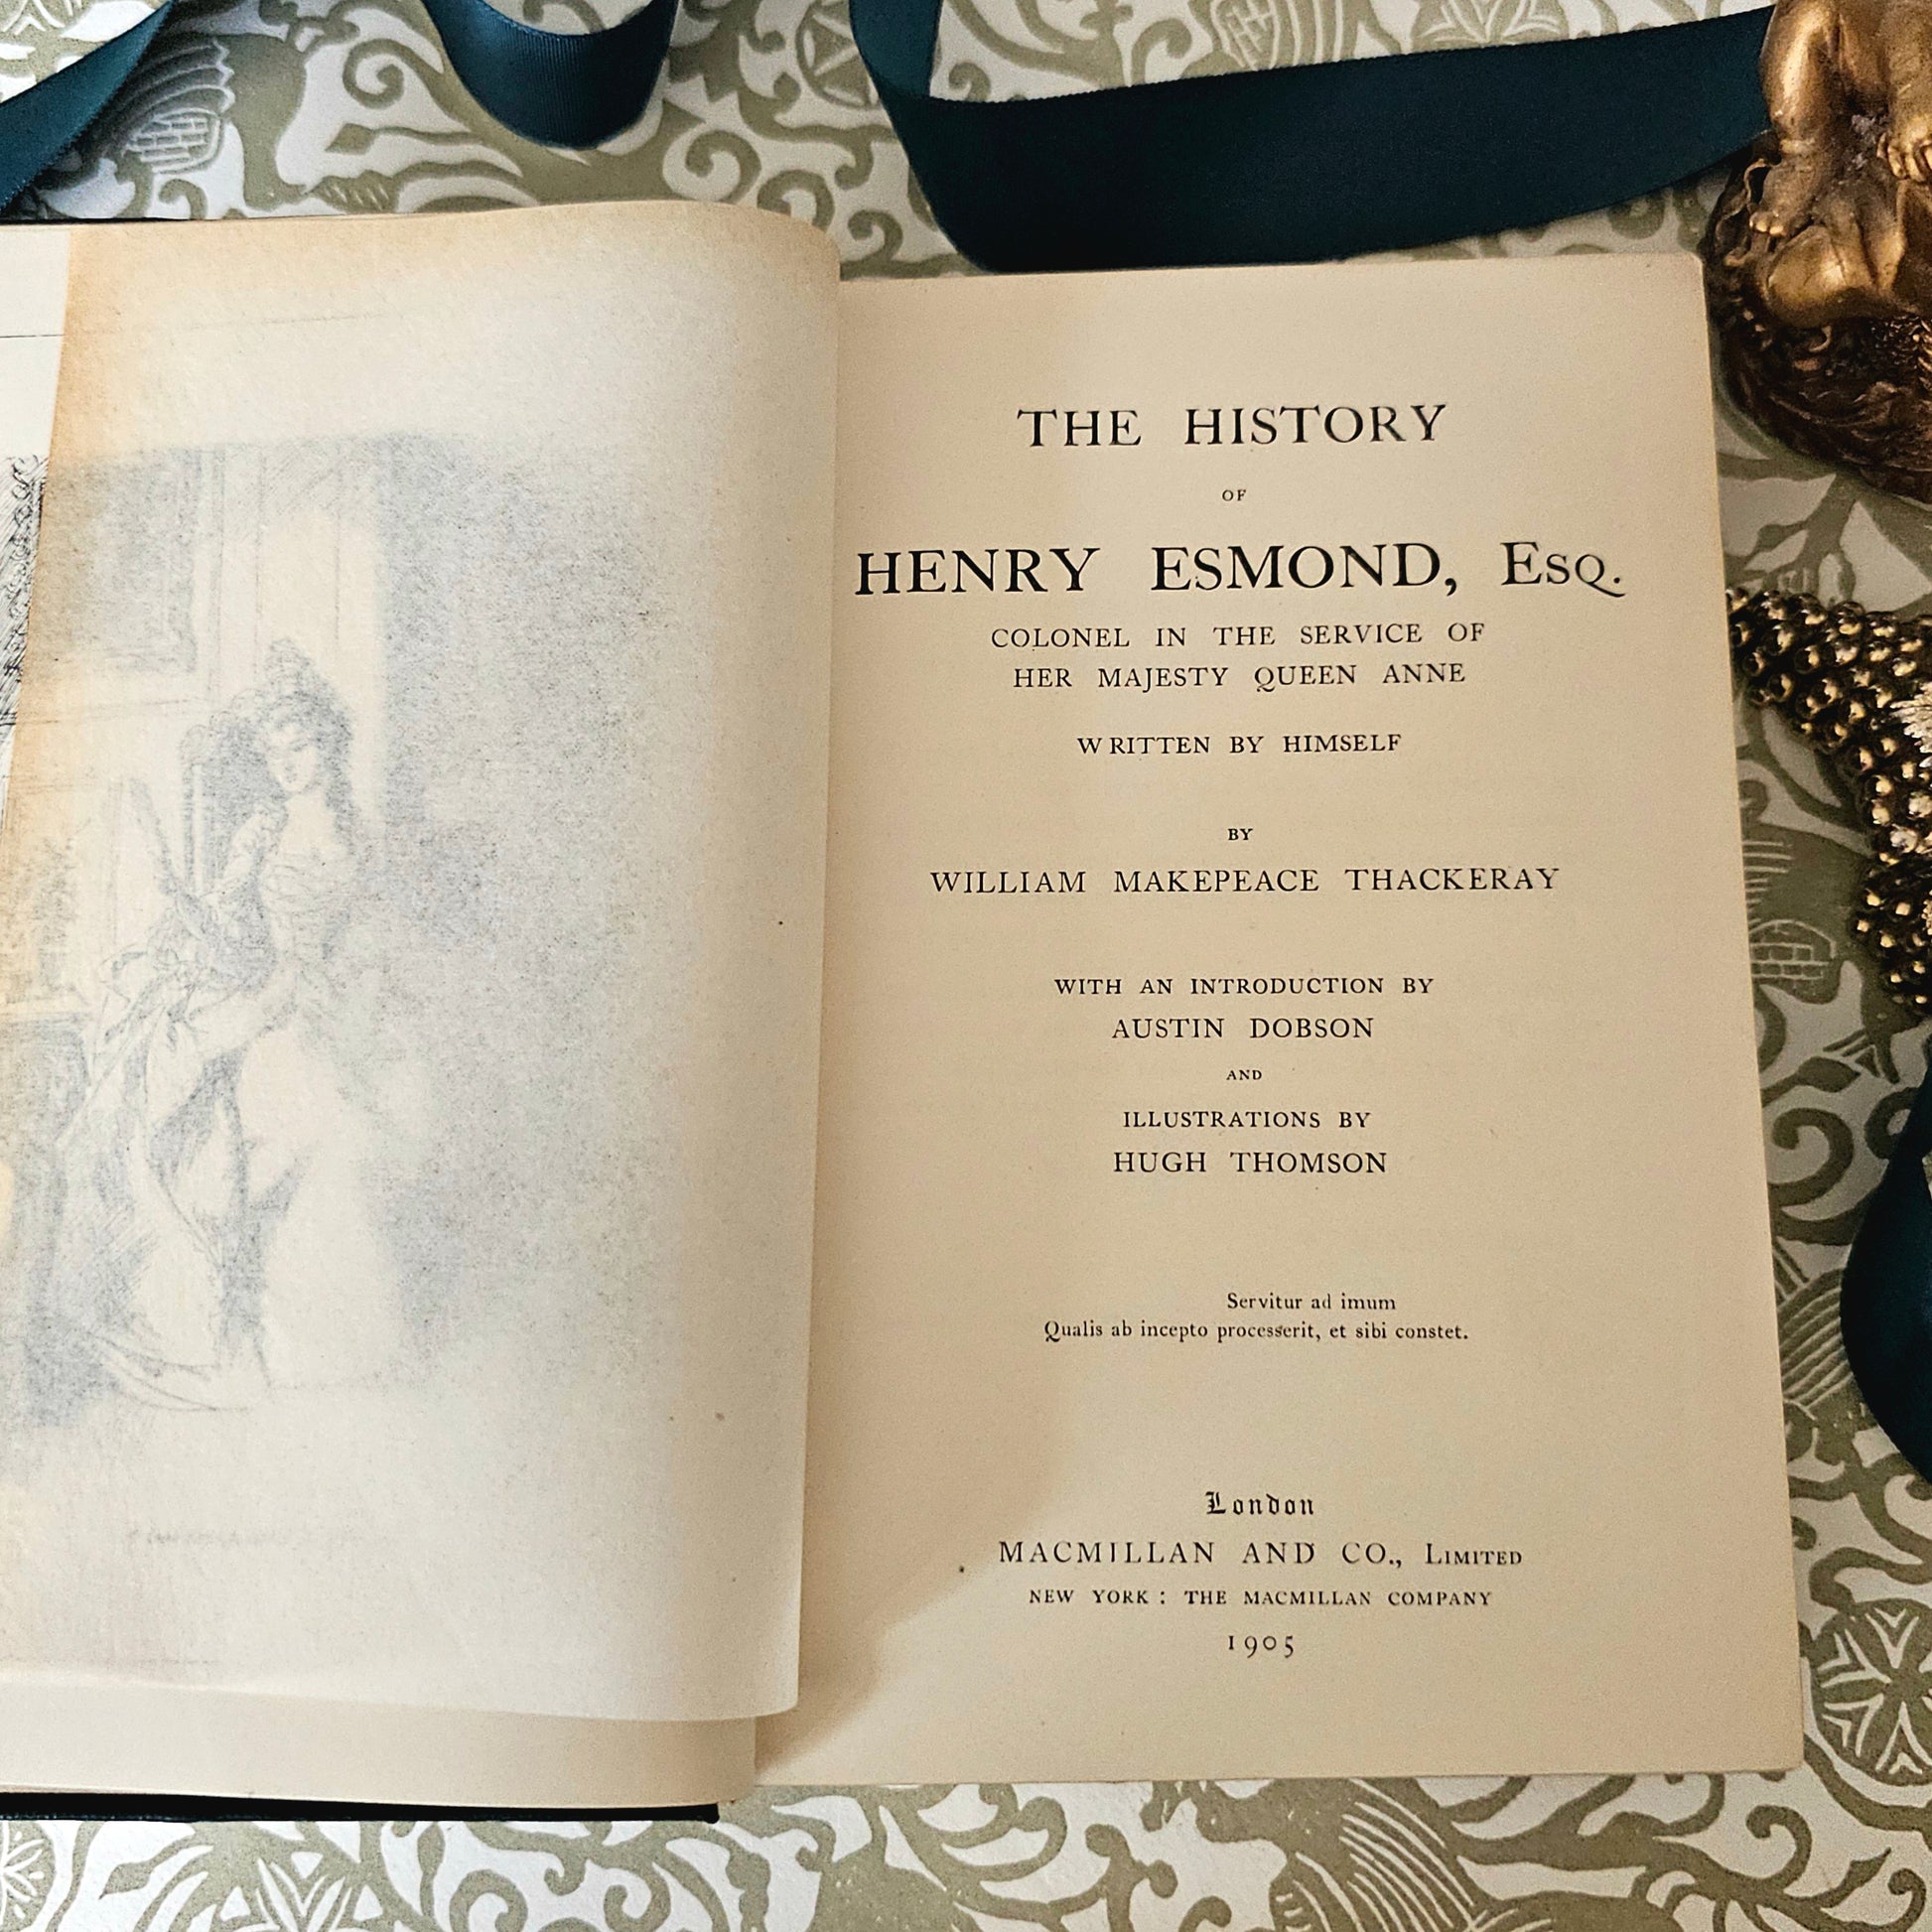 THE HISTORY
OF
HENRY ESMOND, Esq.
COLONEL IN THE SERVICE OF
HER MAJESTY QUEEN ANNE
WRITTEN BY HIMSELF
BY
WILLIAM MAKEPEACE THACKERAY
WITH AN INTRODUCTION BY
AUSTIN DOBSON
AND
ILLUSTRATIONS BY
HUGH THOMSON
Servitur ad imum
Qualis ab incepto processerit, et sibi constet.
London
MACMILLAN AND CO., LIMITED
NEW YORK: THE MACMILLAN COMPANY
1905